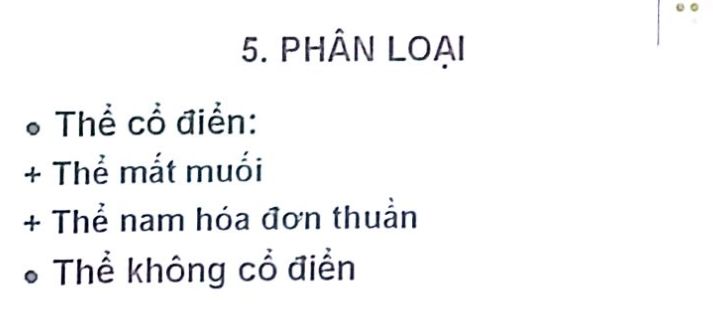 5. PHÂN LOẠI
• Thể cổ điển:
+ Thể mất muối
+ Thể nam hóa đơn thuần
• Thể không cổ điển